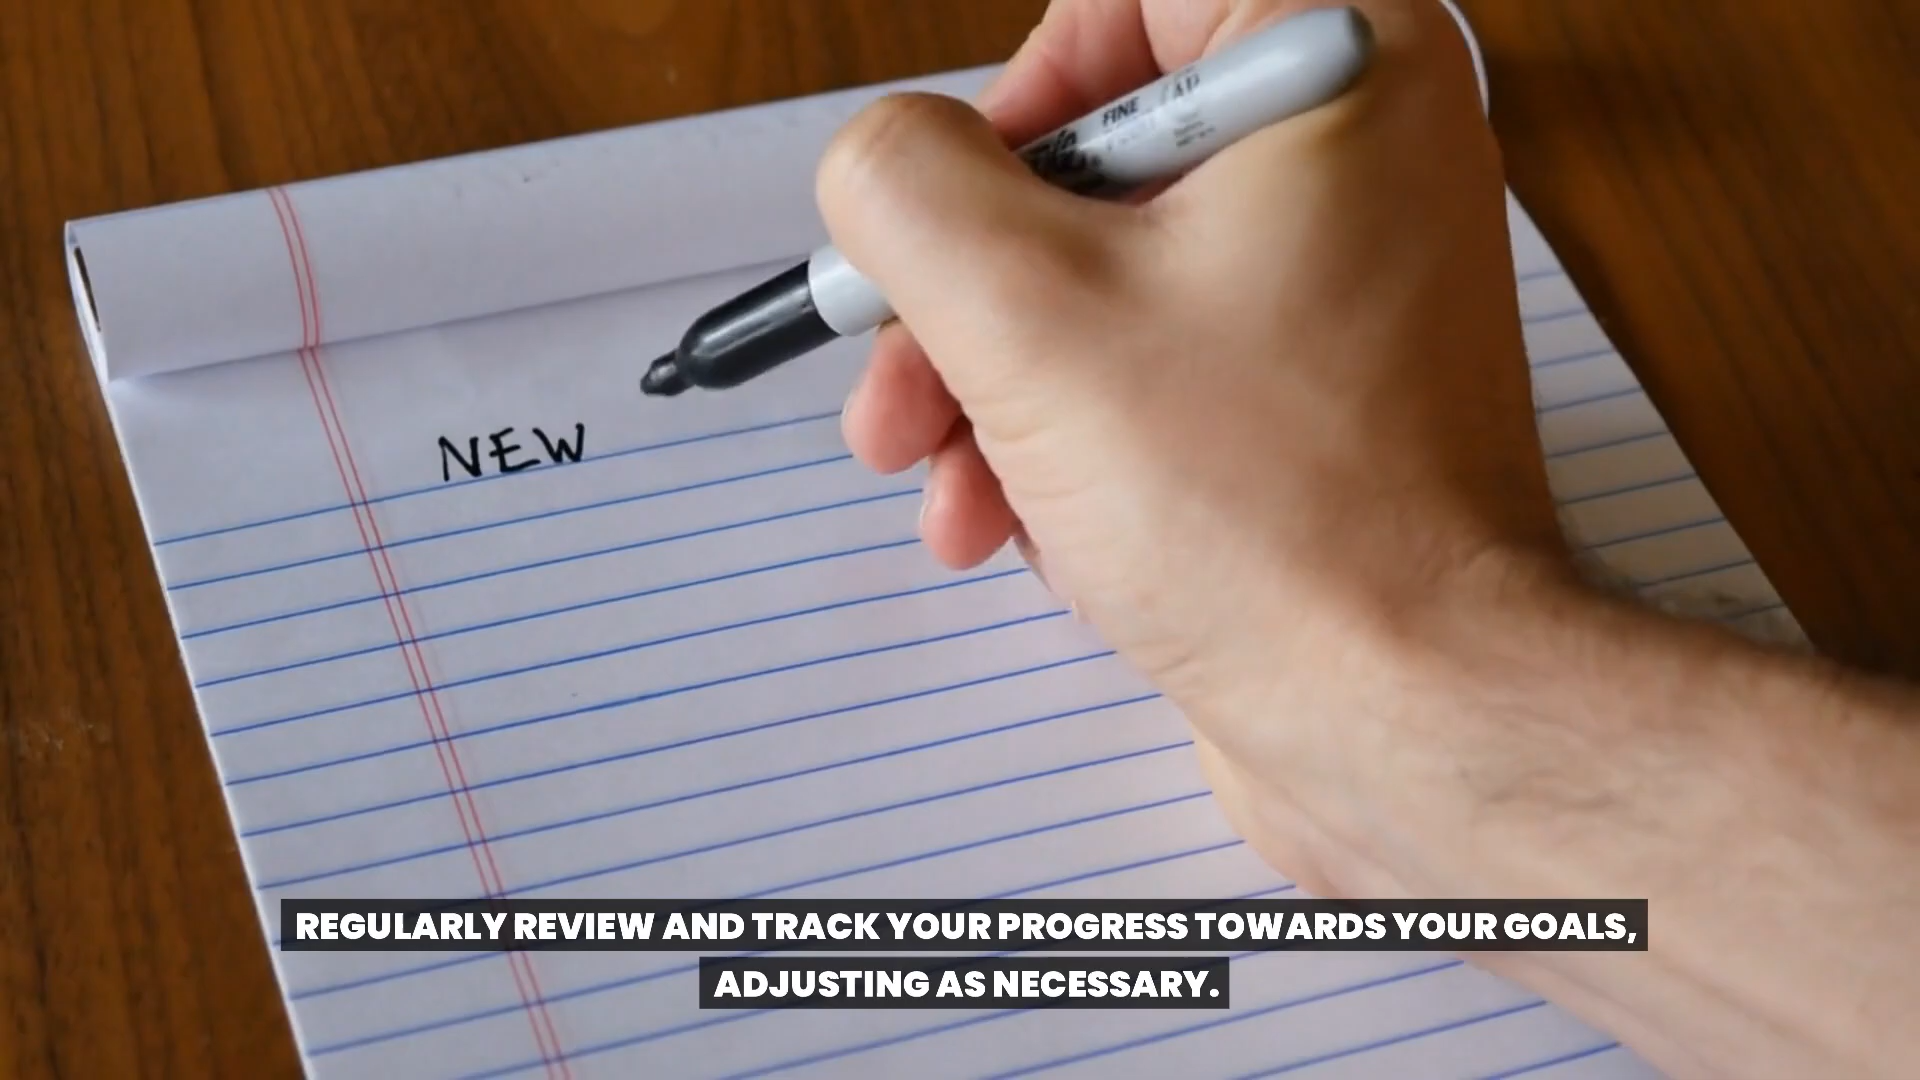 FINE
NEW
REGULARLY REVIEW AND TRACK YOUR PROGRESS TOWARDS YOUR GOALS,
ADJUSTING AS NECESSARY.